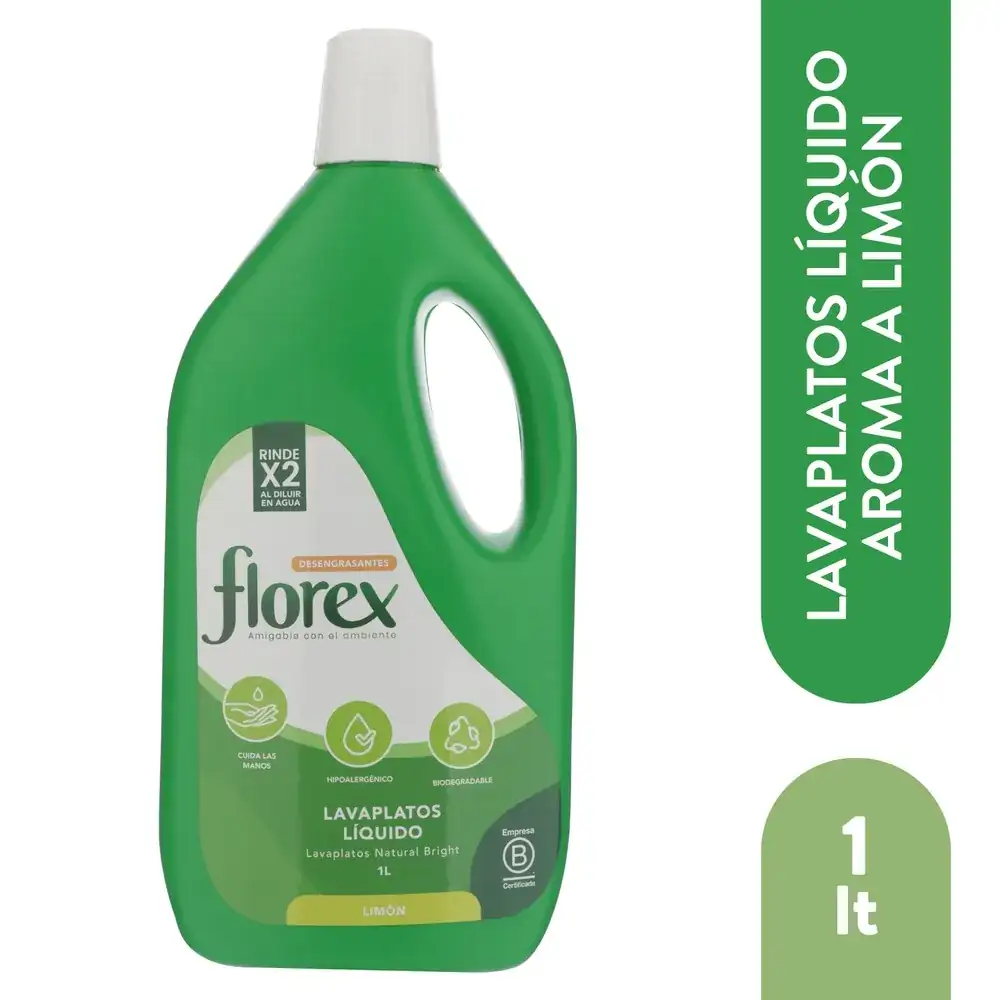 RINDE
X2
AL DILUIR
EN AGUA
DESENGRASANTES
florex
Amigable con el ambiente
CUIDA LAS
MANOS
HIPOALERGÉNICO
BIODEGRADABLE
LAVAPLATOS
LÍQUIDO
Lavaplatos Natural Bright
1L
Empresa
B
Certificada
LIMÓN
LAVAPLATOS LÍQUIDO
AROMA A LIMÓN
1
lt